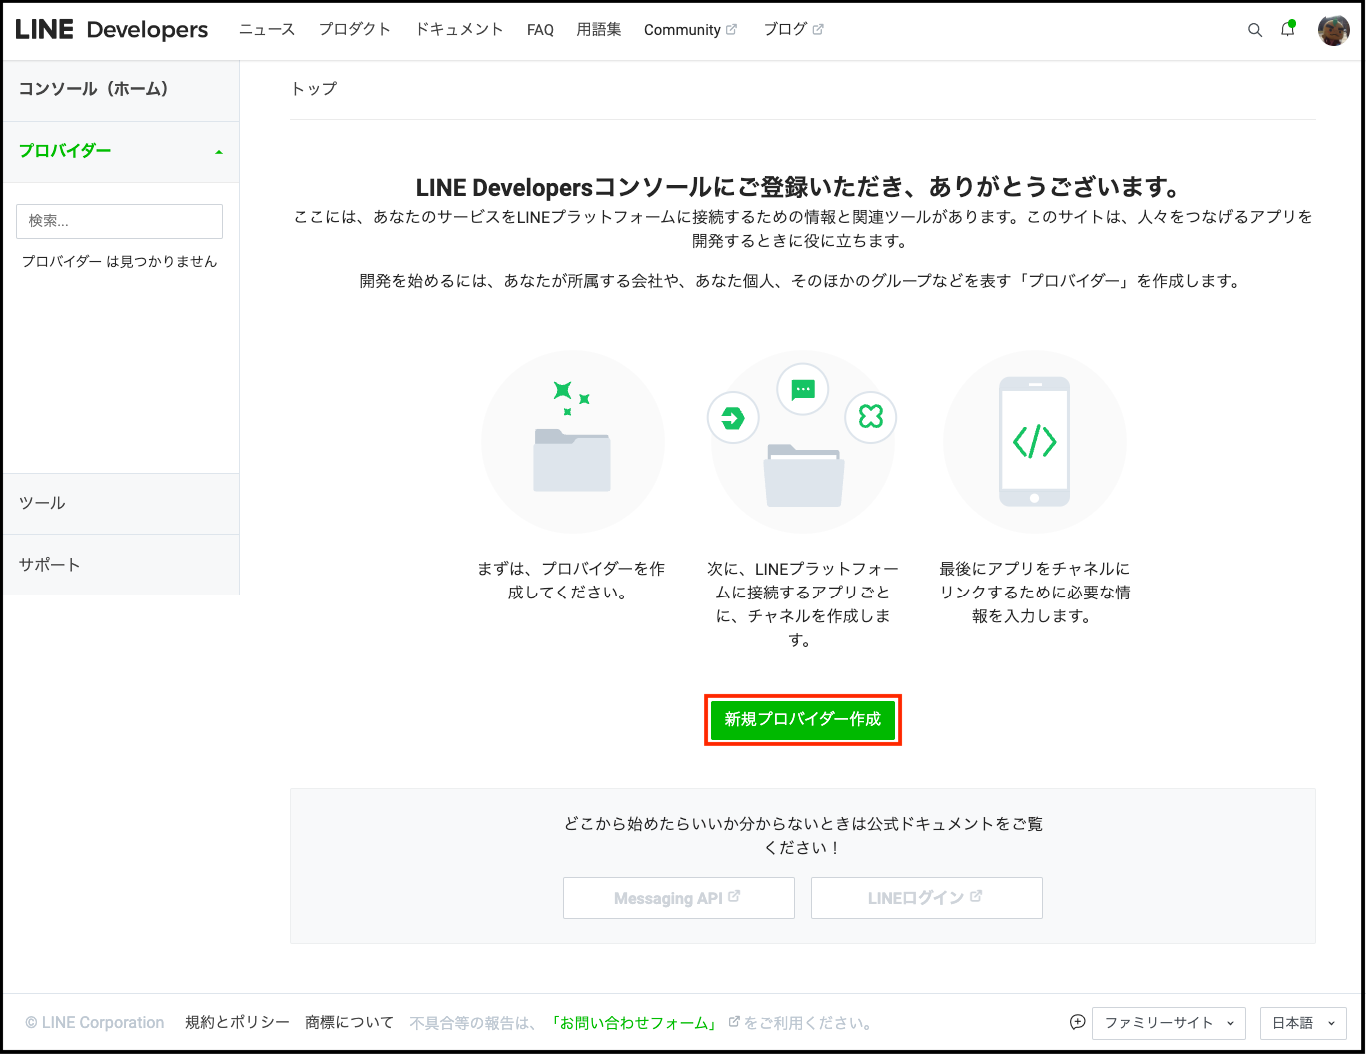 LINE Developers ニュース プロダクト ドキュメント FAQ 用語集 Community ブログ
コンソール（ホーム）
プロバイダー
検索...
プロバイダー は見つかりません
ツール
サポート
トップ
LINE Developersコンソールにご登録いただき、ありがとうございます。
ここには、あなたのサービスをLINEプラットフォームに接続するための情報と関連ツールがあります。このサイトは、人々をつなげるアプリを
開発するときに役に立ちます。
開発を始めるには、あなたが所属する会社や、あなた個人、そのほかのグループなどを表す「プロバイダー」を作成します。
まずは、プロバイダーを作
成してください。
次に、LINEプラットフォー
ムに接続するアプリごと
に、チャネルを作成しま
す。
最後にアプリをチャネルに
リンクするために必要な情
報を入力します。
新規プロバイダー作成
どこから始めたらいいか分からないときは公式ドキュメントをご覧
ください！
Messaging API LINEログイン
© LINE Corporation 規約とポリシー 商標について 不具合等の報告は、「お問い合わせフォーム」 をご利用ください。 ファミリーサイト 日本語